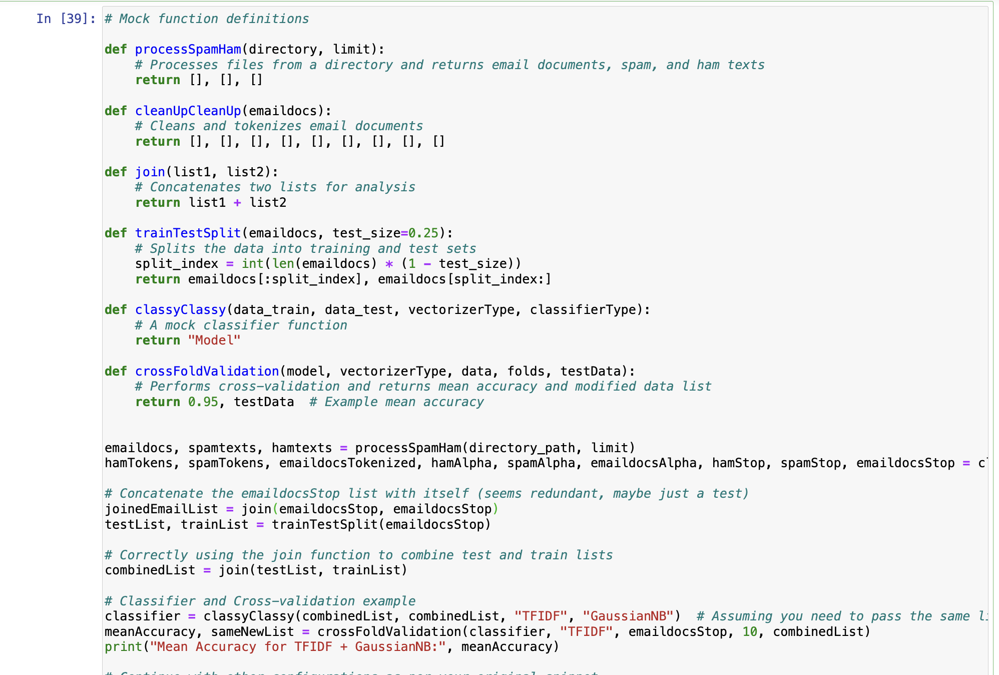 In [39]: # Mock function definitions
def processSpamHam(directory, limit):
# Processes files from a directory and returns email documents, spam, and ham texts
return [], [], []
def cleanUpCleanUp(emaildocs):
# Cleans and tokenizes email documents
return [], [], [], [], [], [], [], [], []
def join(list1, list2):
# Concatenates two lists for analysis
return list1 + list2
def trainTestSplit(emaildocs, test_size=0.25):
# Splits the data into training and test sets
split_index = int(len(emaildocs) * (1 - test_size))
return emaildocs[:split_index], emaildocs[split_index:]
def classyClassy(data_train, data_test, vectorizerType, classifierType):
# A mock classifier function
return "Model"
def crossFoldValidation(model, vectorizerType, data, folds, testData):
# Performs cross-validation and returns mean accuracy and modified data list
return 0.95, testData  # Example mean accuracy
emaildocs, spamtexts, hamtexts = processSpamHam(directory_path, limit)
hamTokens, spamTokens, emaildocsTokenized, hamAlpha, spamAlpha, emaildocsAlpha, hamStop, spamStop, emaildocsStop =
# Concatenate the emaildocsStop list with itself (seems redundant, maybe just a test)
joinedEmailList = join(emaildocsStop, emaildocsStop)
testList, trainList = trainTestSplit(emaildocsStop)
# Correctly using the join function to combine test and train lists
combinedList = join(testList, trainList)
# Classifier and Cross-validation example
classifier = classyClassy(combinedList, combinedList, "TFIDF", "GaussianNB")  # Assuming you need to pass the same
meanAccuracy, sameNewList = crossFoldValidation(classifier, "TFIDF", emaildocsStop, 10, combinedList)
print("Mean Accuracy for TFIDF + GaussianNB:", meanAccuracy)
# Continue with other configurations as per your original snippet